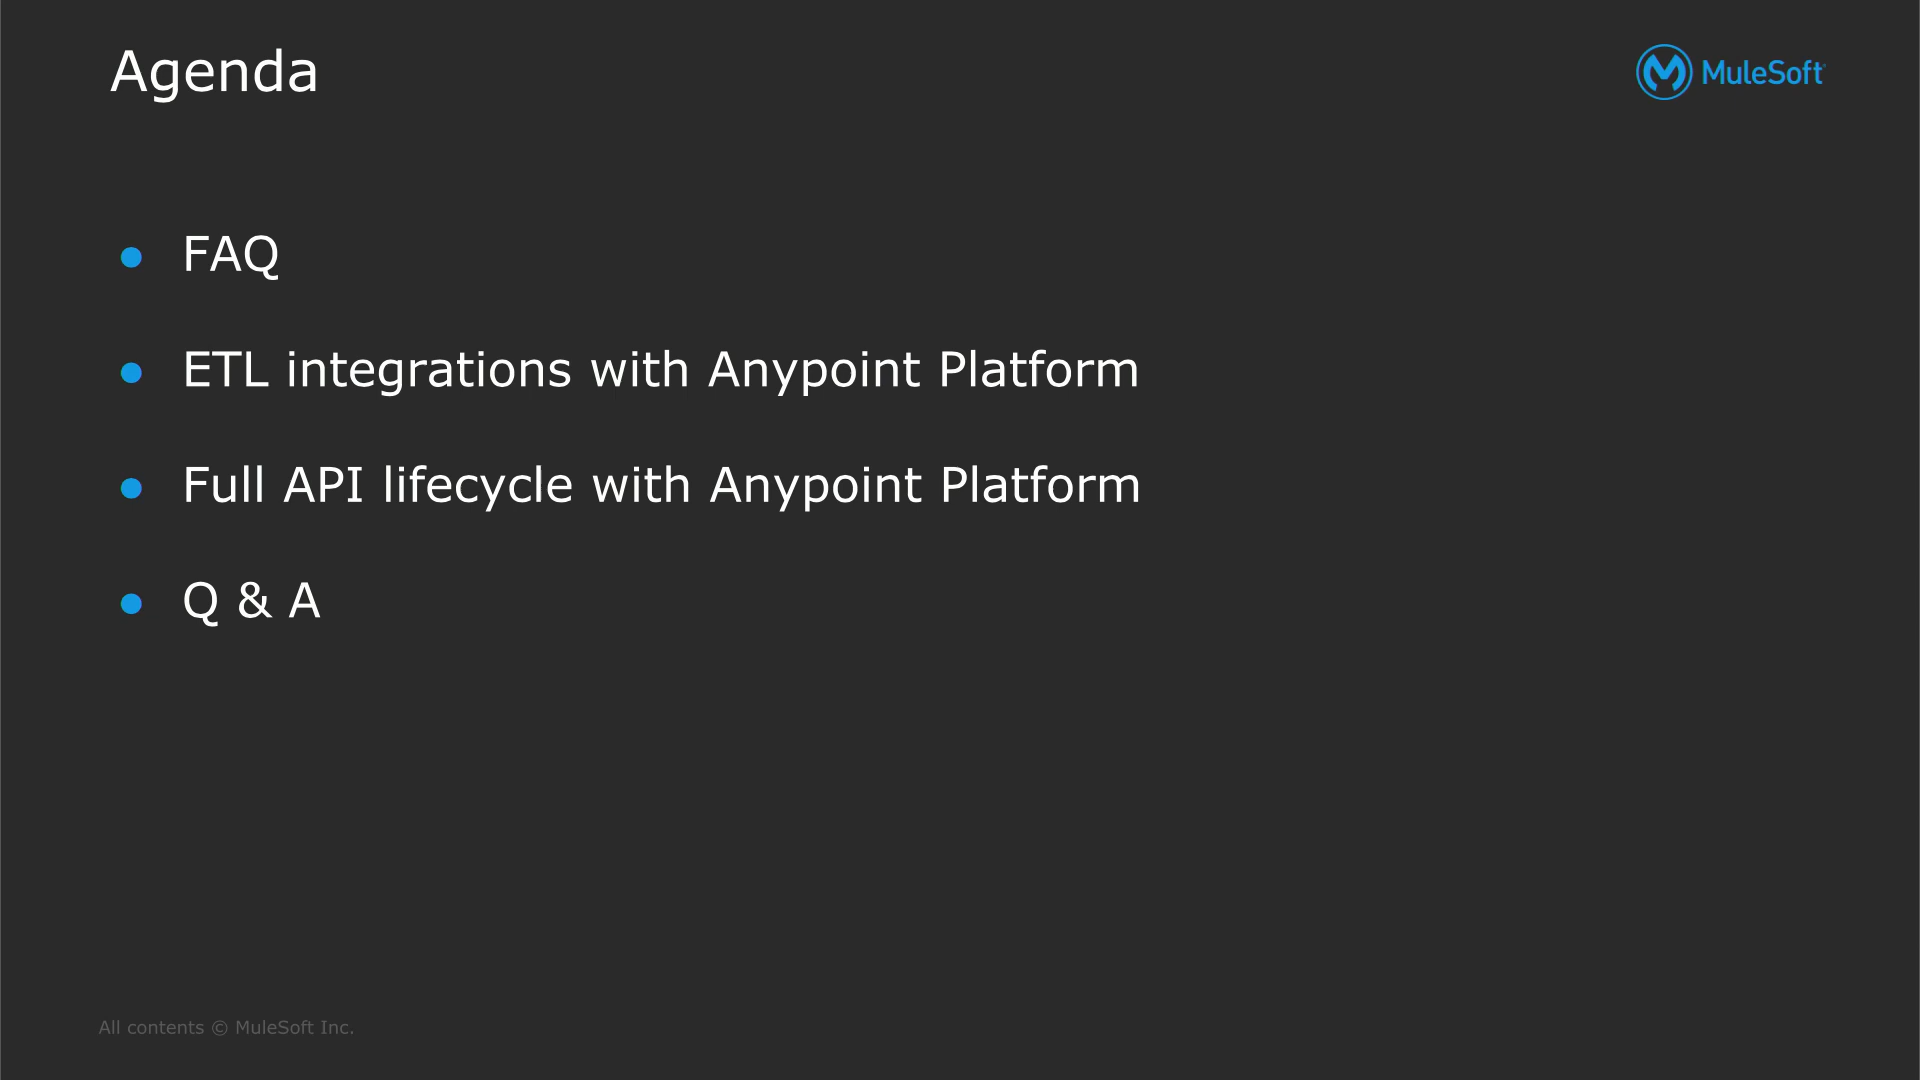 Agenda
MuleSoft
FAQ
ETL integrations with Anypoint Platform
Full API lifecycle with Anypoint Platform
Q & A
All contents © MuleSoft Inc.